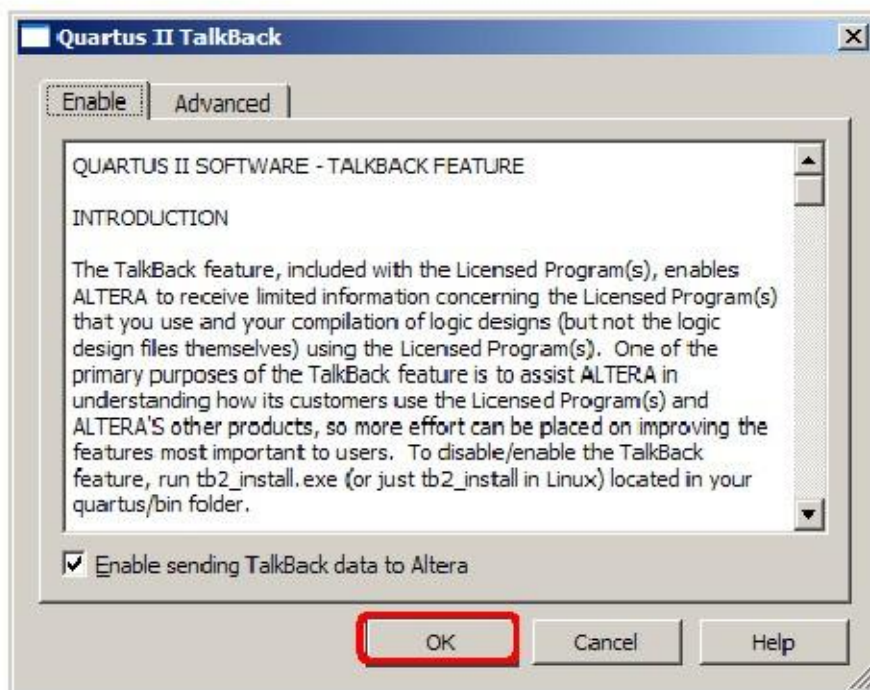 Quartus II TalkBack
Enable
Advanced
QUARTUS II SOFTWARE - TALKBACK FEATURE
INTRODUCTION
The TalkBack feature, included with the Licensed Program(s), enables
ALTERA to receive limited information concerning the Licensed Program(s)
that you use and your compilation of logic designs (but not the logic
design files themselves) using the Licensed Program(s). One of the
primary purposes of the TalkBack feature is to assist ALTERA in
understanding how its customers use the Licensed Program(s) and
ALTERA'S other products, so more effort can be placed on improving the
features most important to users. To disable/enable the TalkBack
feature, run tb2_install.exe (or just tb2_install in Linux) located in your
quartus/bin folder.
Enable sending TalkBack data to Altera
OK
Cancel
Help